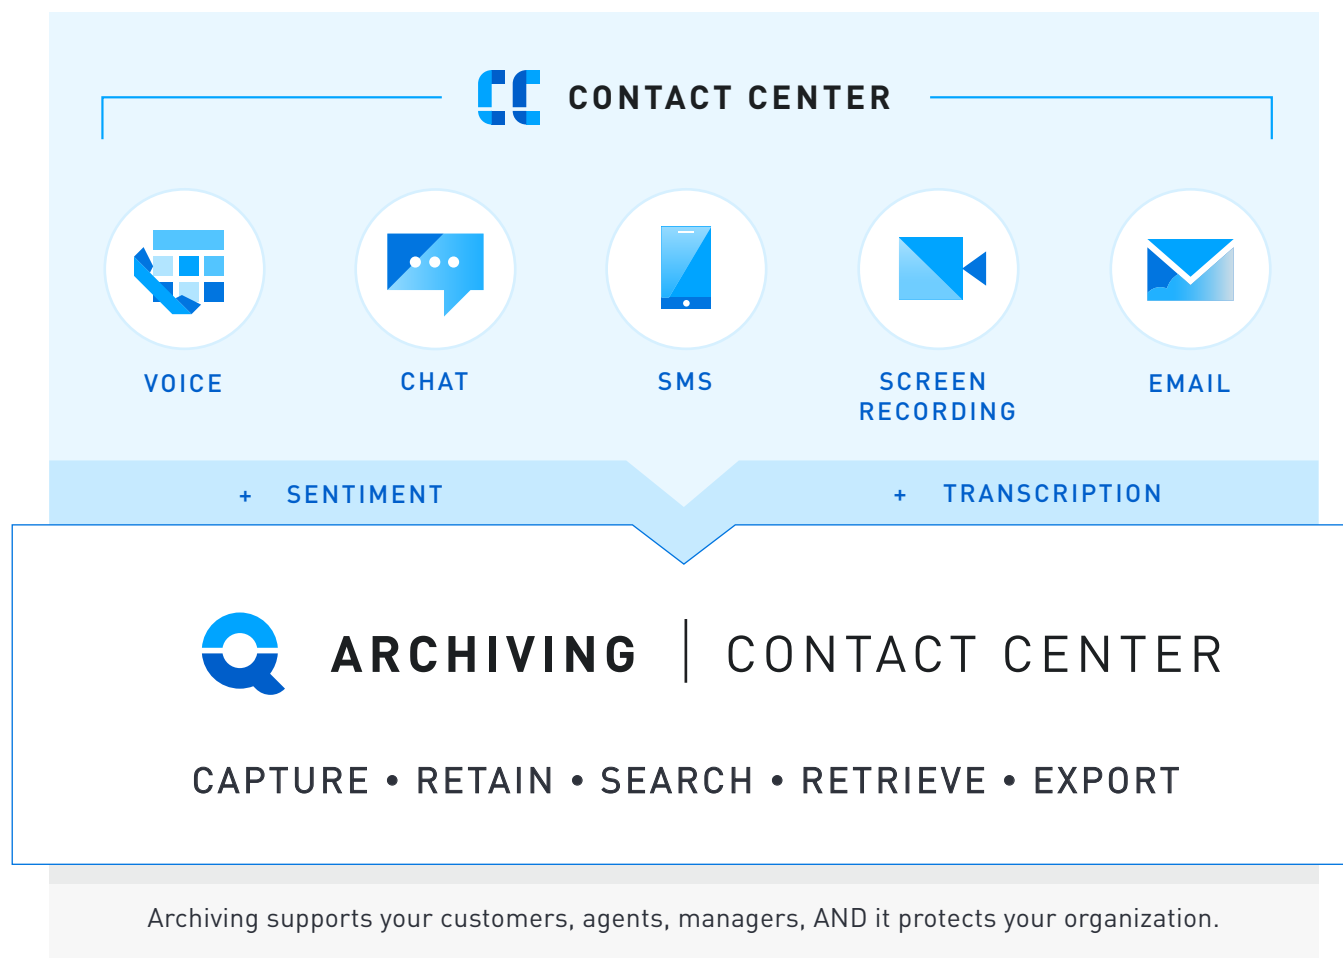 CONTACT CENTER
VOICE
CHAT
SMS
SCREEN
RECORDING
EMAIL
+ SENTIMENT
+ TRANSCRIPTION
ARCHIVING | CONTACT CENTER
CAPTURE • RETAIN • SEARCH • RETRIEVE • EXPORT
Archiving supports your customers, agents, managers, AND it protects your organization.